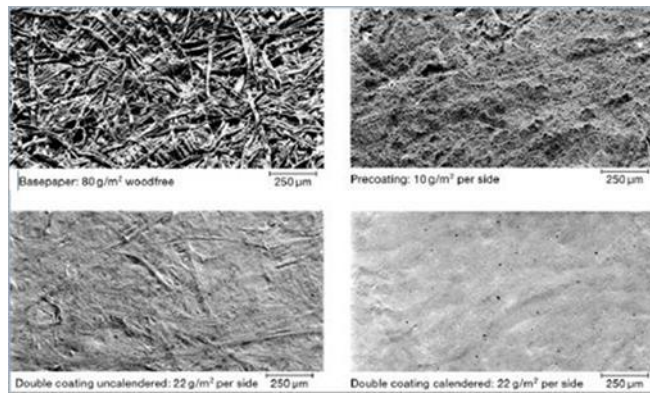 Basepaper: 80 g/m² woodfree
250 µm
Precoating: 10 g/m² per side
250 µm
Double coating uncalendered: 22 g/m² per side
250 µm
Double coating calendered: 22 g/m² per side
250 µm